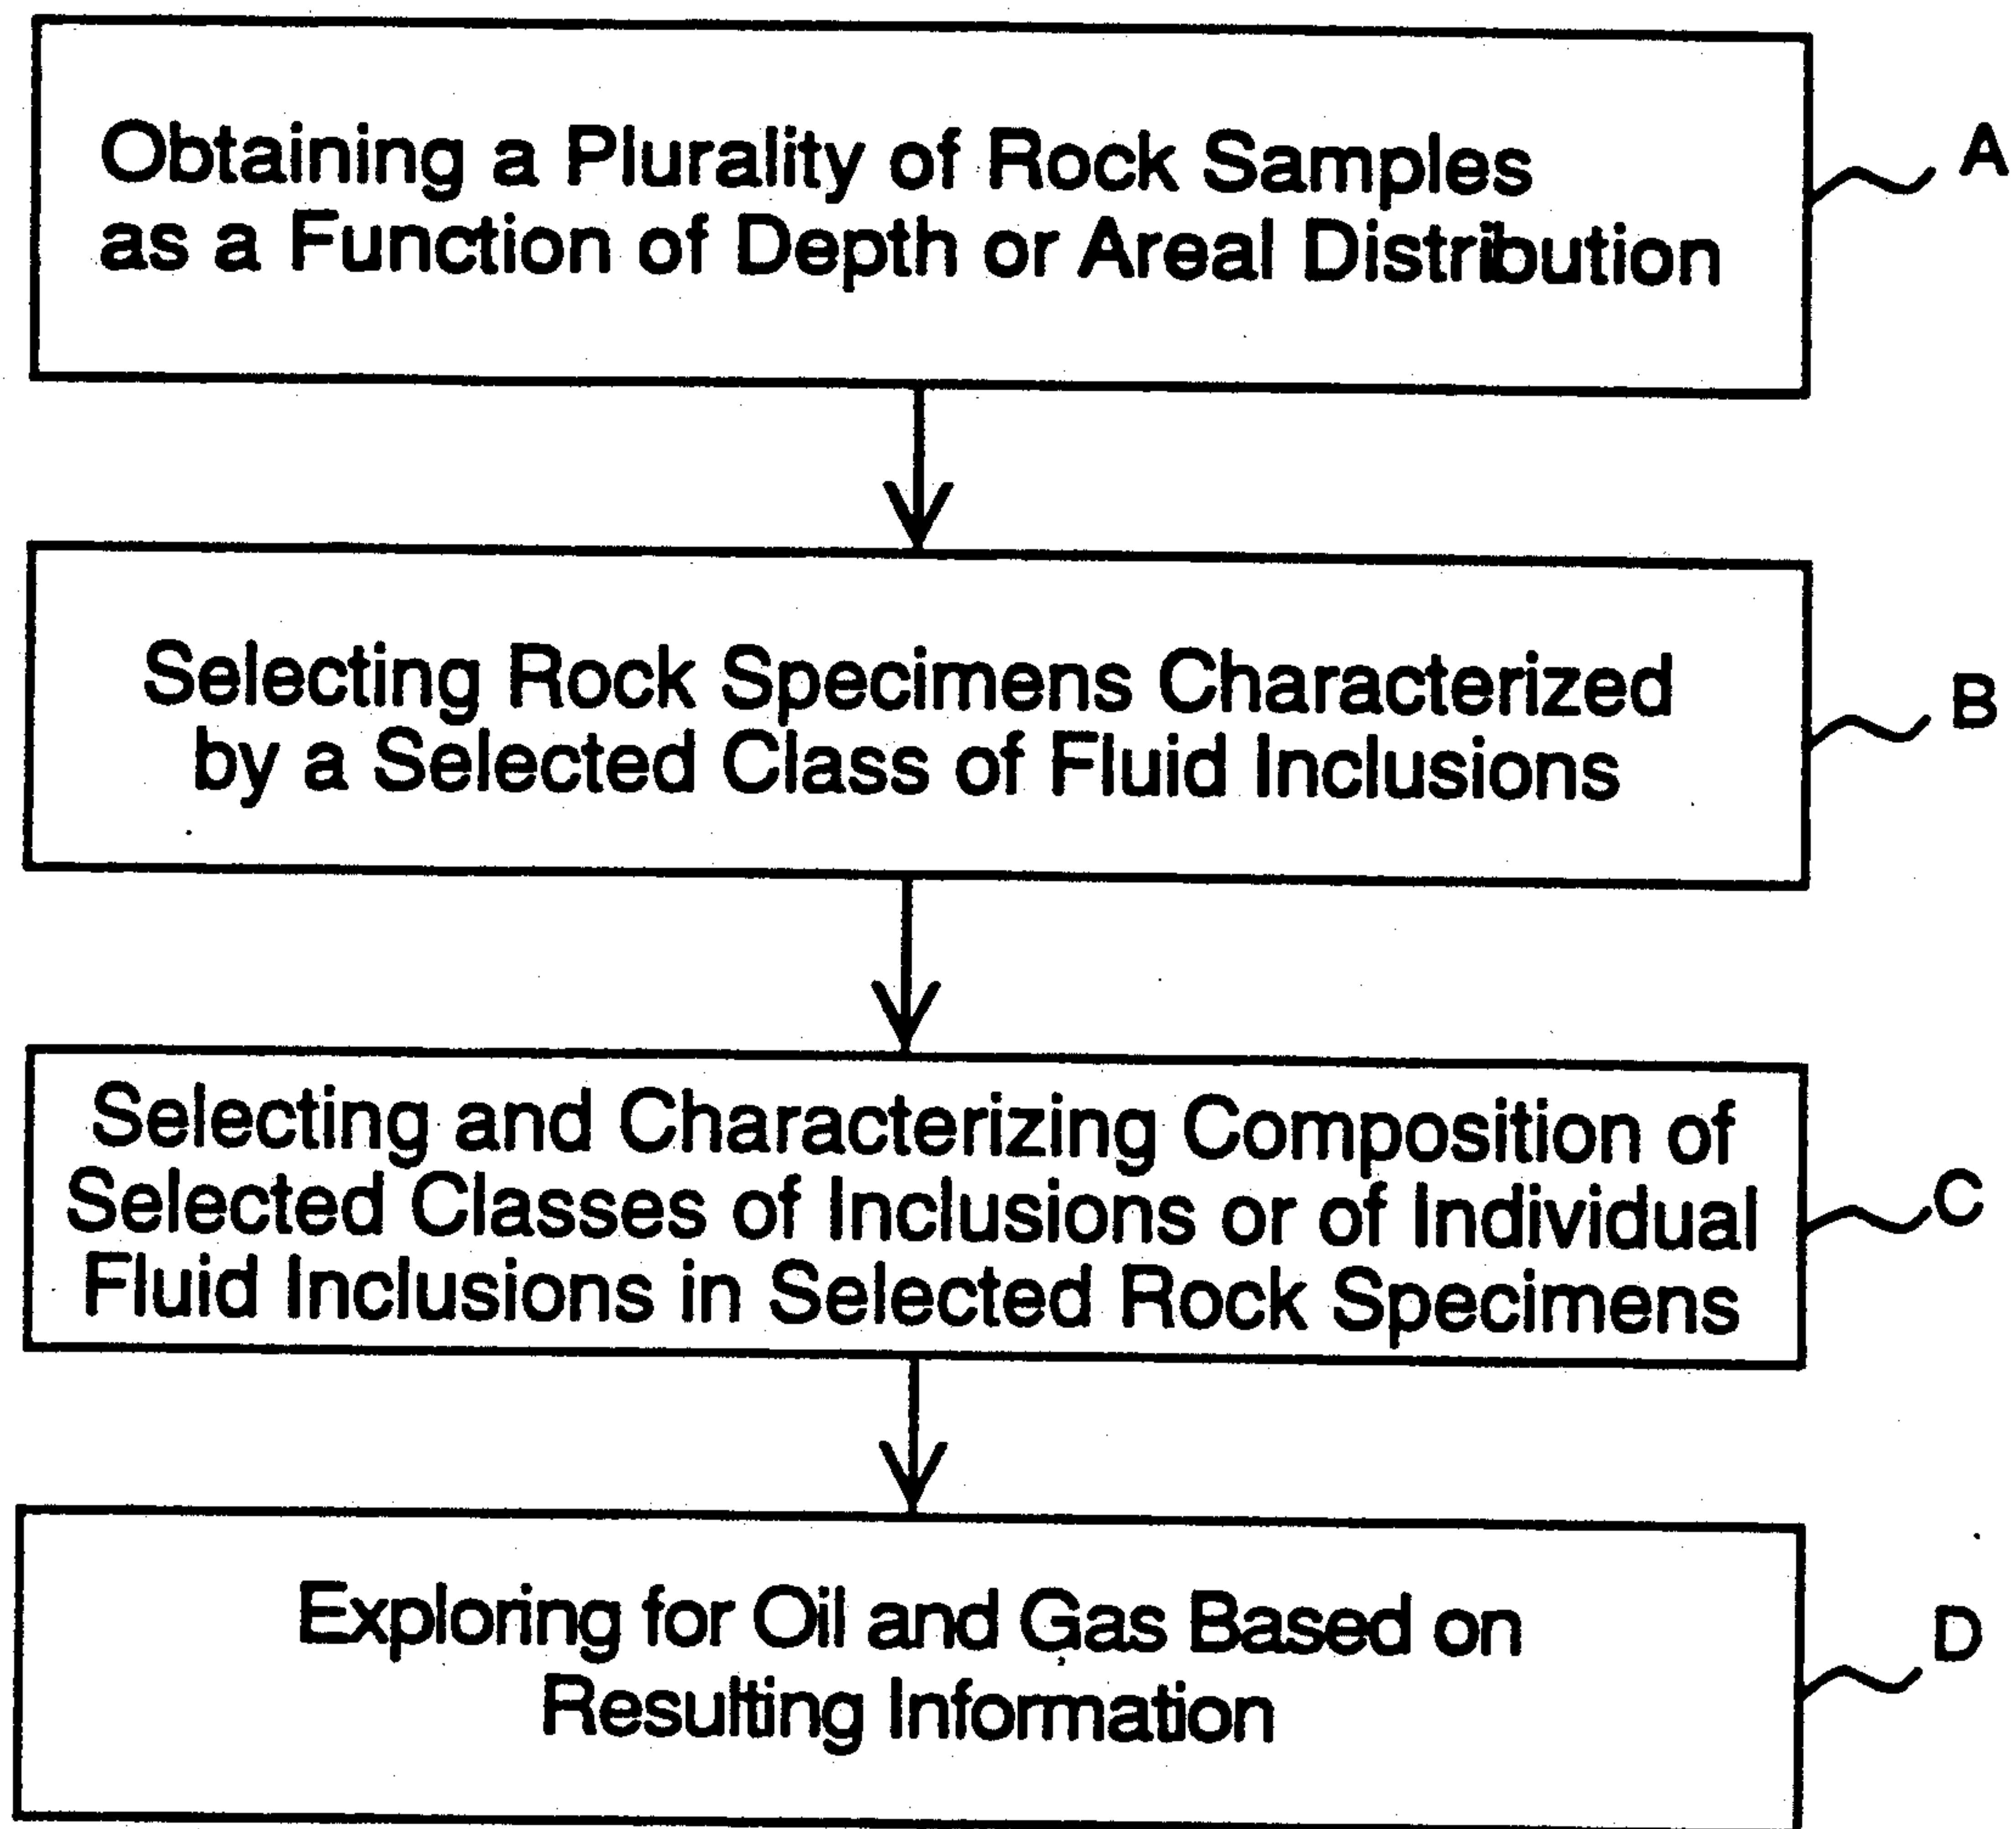 Obtaining a Plurality of Rock Samples
as a Function of Depth or Areal Distribution
A
Selecting Rock Specimens Characterized
by a Selected Class of Fluid Inclusions
B
Selecting and Characterizing Composition of
Selected Classes of Inclusions or of Individual
Fluid Inclusions in Selected Rock Specimens
C
Exploring for Oil and Gas Based on
Resulting Information
D